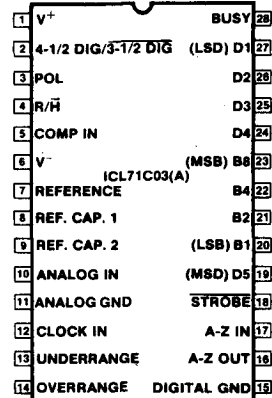 1 V+ BUSY 28
2 4-1/2 DIG/3-1/2 DIG (LSD) D1 27
3 POL D2 26
4 R/H̅ D3 25
5 COMP IN D4 24
6 V- (MSB) B8 23
ICL71C03(A)
7 REFERENCE B4 22
8 REF. CAP. 1 B2 21
9 REF. CAP. 2 (LSB) B1 20
10 ANALOG IN (MSD) D5 19
11 ANALOG GND STROBE 18
12 CLOCK IN A-Z IN 17
13 UNDERRANGE A-Z OUT 16
14 OVERRANGE DIGITAL GND 15